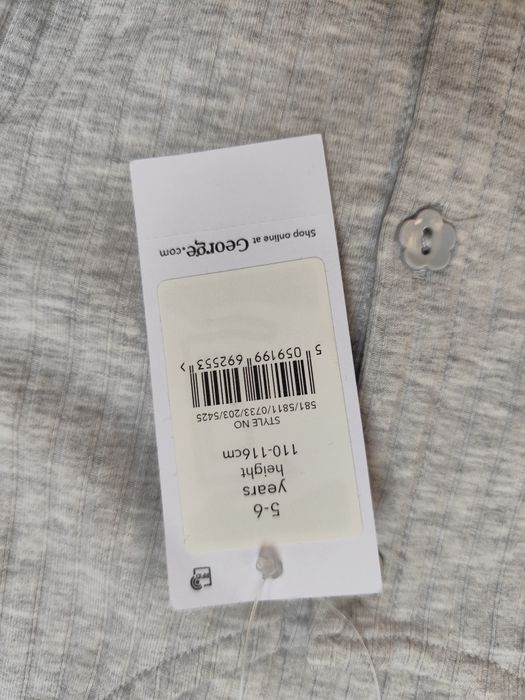 5-6
years
height
110-116cm
STYLE NO
581/5811/0733/203/5425
5 059199 692553 >
Shop online at George.com